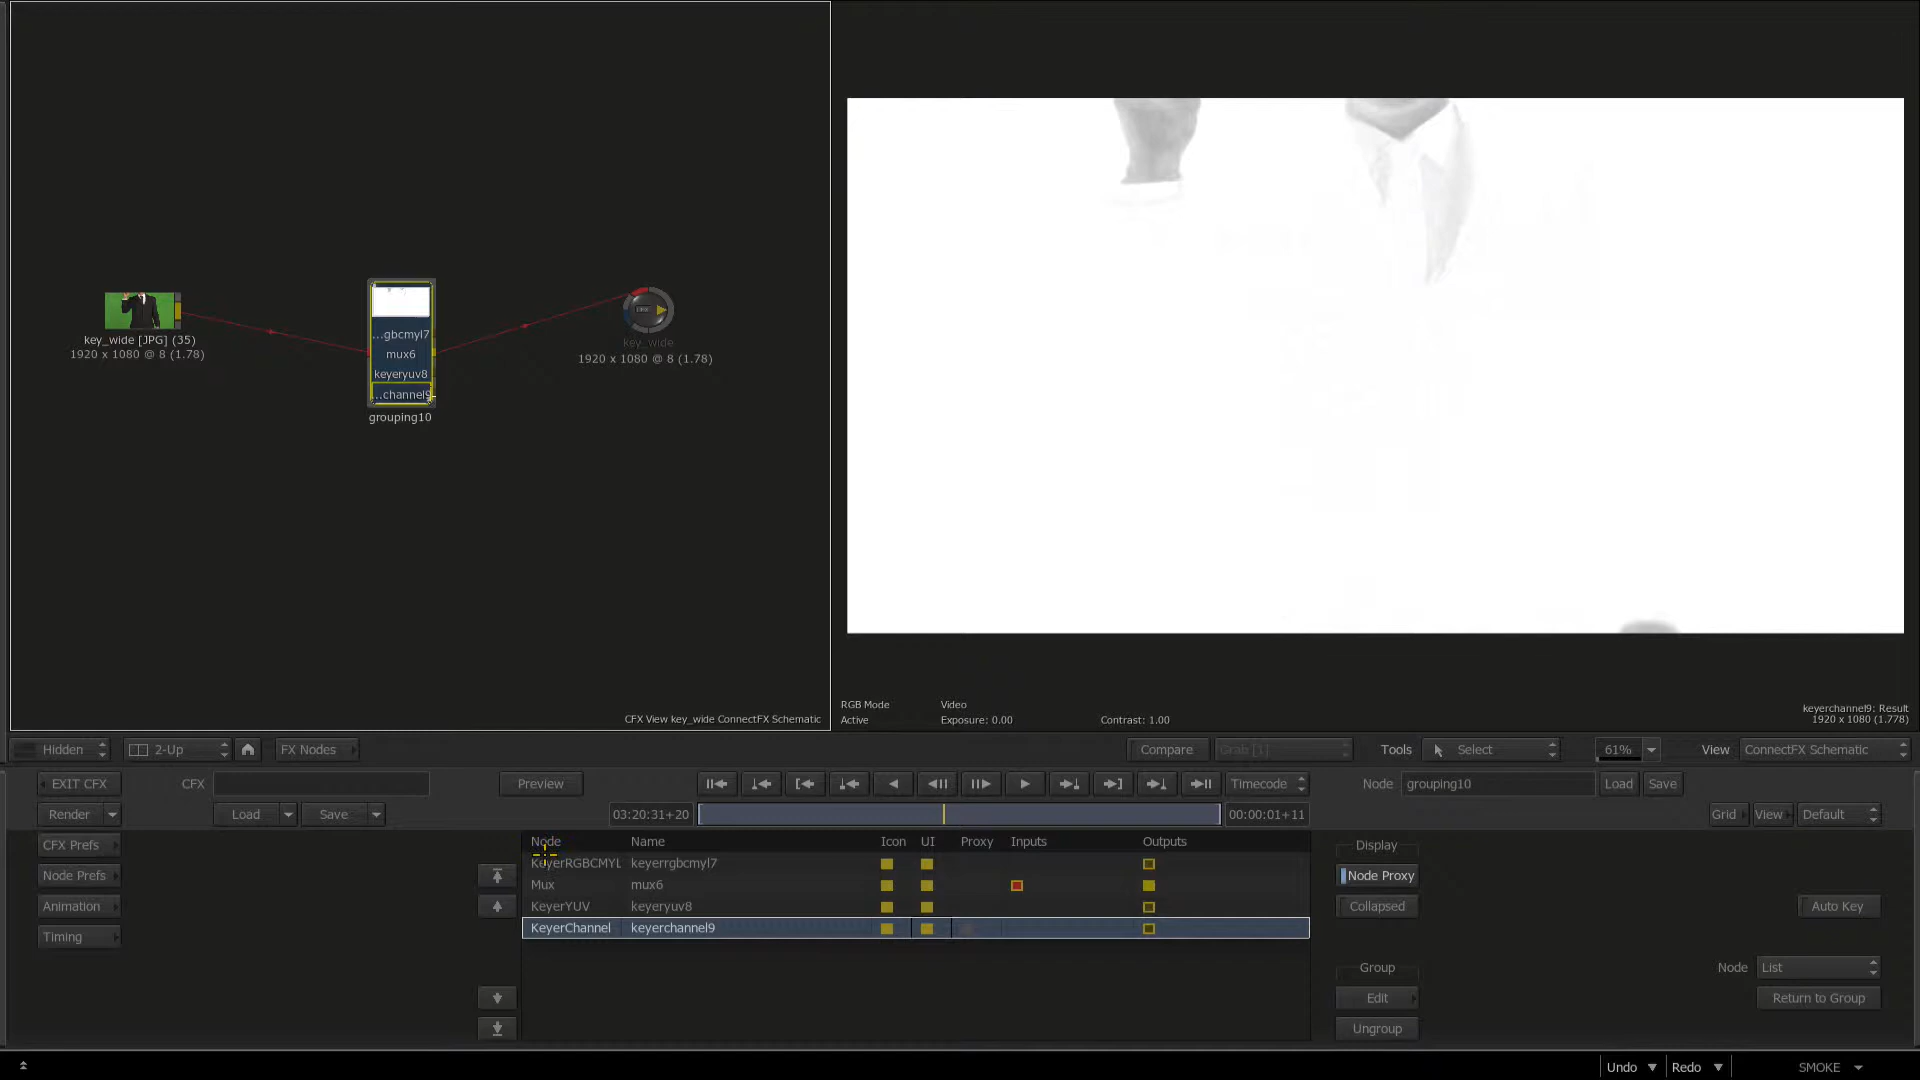 key_wide [JPG] (35)
1920 x 1080 @ 8 (1.78)
...gbcmyl7
mux6
keyeryuv8
...channel9
grouping10
key_wide
1920 x 1080 @ 8 (1.78)
CFX View key_wide ConnectFX Schematic
RGB Mode
Video
Active
Exposure: 0.00
Contrast: 1.00
keyerchannel9: Result
1920 x 1080 (1.778)
Hidden
2-Up
FX Nodes
Compare
Grab [1]
Tools
Select
61%
View
ConnectFX Schematic
EXIT CFX
CFX
Preview
Timecode
Node
grouping10
Load
Save
Render
Load
Save
03:20:31+20
00:00:01+11
Grid
View
Default
CFX Prefs
Node Name Icon UI Proxy Inputs Outputs
Display
KeyerRGBCMYL keyerrgbcmyl7
Node Prefs
Node Proxy
Mux mux6
Animation
KeyerYUV keyeryuv8
Collapsed
Auto Key
Timing
KeyerChannel keyerchannel9
Group
Node
List
Edit
Return to Group
Ungroup
Undo
Redo
SMOKE